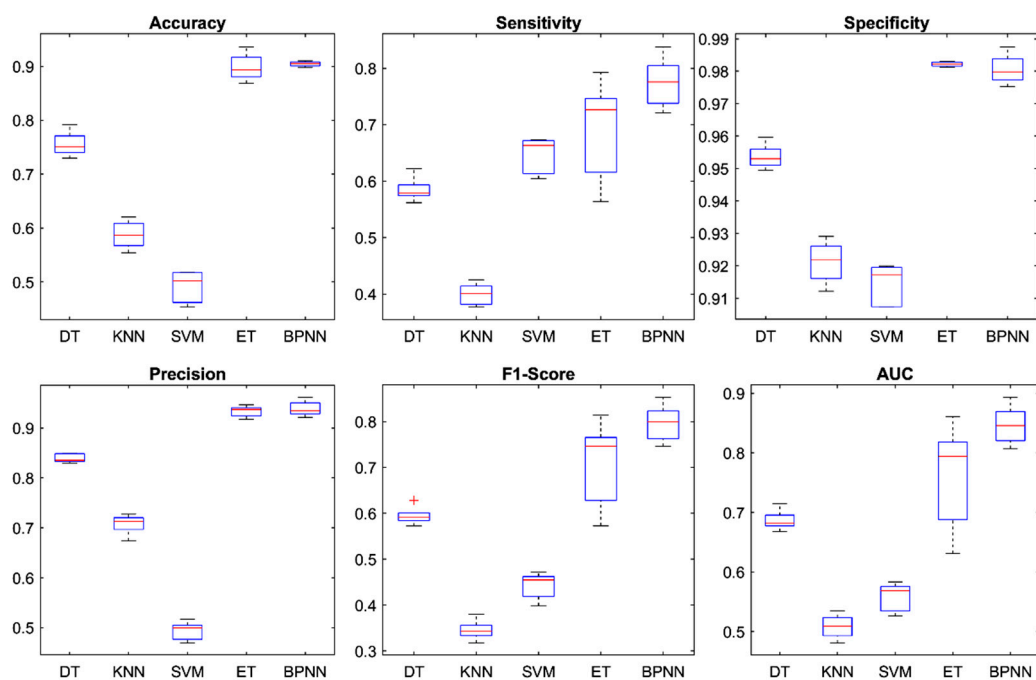 Accuracy
0.9
0.8
0.7
0.6
0.5
DT KNN SVM ET BPNN
Sensitivity
0.8
0.7
0.6
0.5
0.4
DT KNN SVM ET BPNN
Specificity
0.99
0.98
0.97
0.96
0.95
0.94
0.93
0.92
0.91
DT KNN SVM ET BPNN
Precision
0.9
0.8
0.7
0.6
0.5
DT KNN SVM ET BPNN
F1-Score
0.8
0.7
0.6
0.5
0.4
0.3
DT KNN SVM ET BPNN
AUC
0.9
0.8
0.7
0.6
0.5
DT KNN SVM ET BPNN